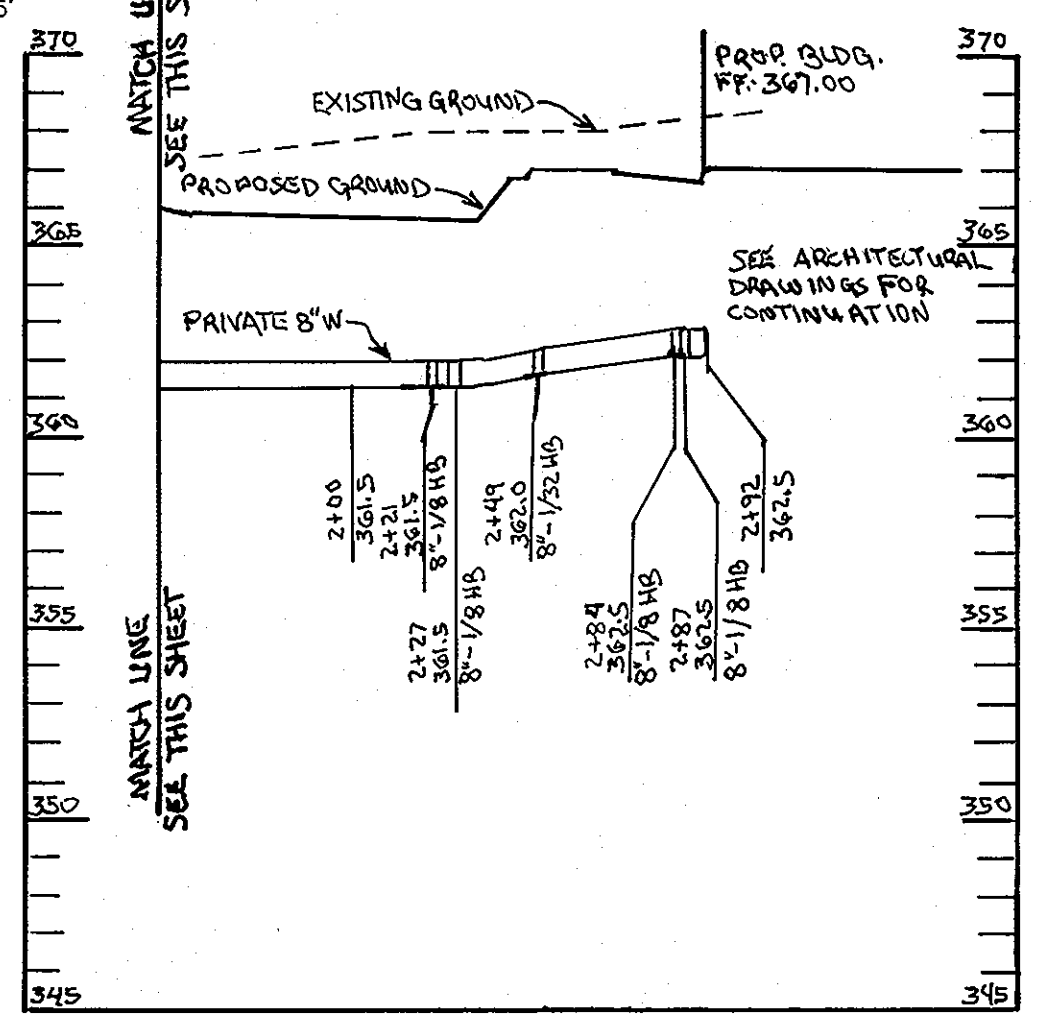 5'
370
370
MATCH
SEE THIS
PROP. BLDG.
FF: 367.00
EXISTING GROUND
PROPOSED GROUND
365
365
SEE ARCHITECTURAL
DRAWINGS FOR
CONTINUATION
PRIVATE 8"W
360
360
2+00
361.5
2+21
361.5
8"-1/8 HB
2+27
361.5
8"-1/8 HB
2+49
362.0
8"-1/32 HB
2+84
362.5
8"-1/8 HB
2+87
362.5
8"-1/8 HB
2+92
362.5
355
355
MATCH LINE
SEE THIS SHEET
350
350
345
345